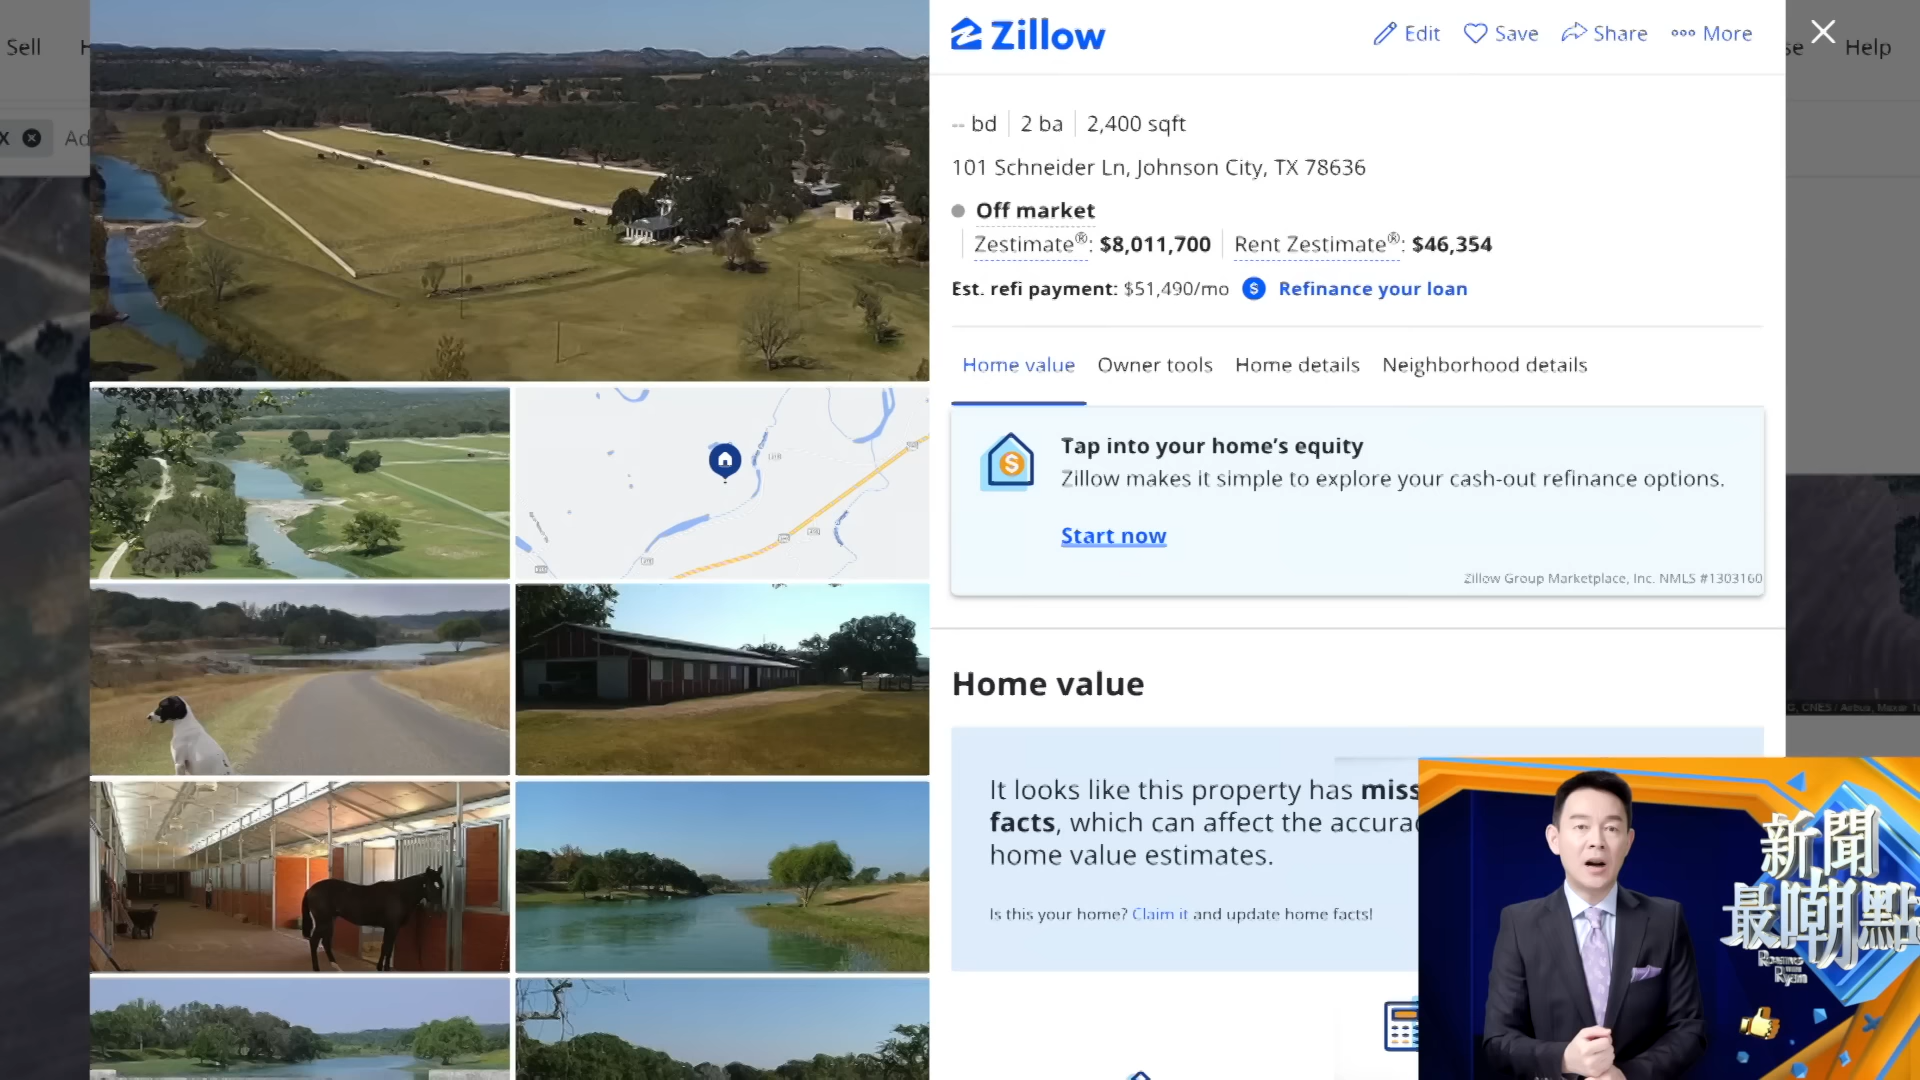 Sell
Help
Zillow
Edit
Save
Share
More
-- bd
2 ba
2,400 sqft
101 Schneider Ln, Johnson City, TX 78636
Off market
Zestimate®: $8,011,700
Rent Zestimate®: $46,354
Est. refi payment: $51,490/mo
$ Refinance your loan
Home value
Owner tools
Home details
Neighborhood details
Tap into your home's equity
Zillow makes it simple to explore your cash-out refinance options.
Start now
Zillow Group Marketplace, Inc. NMLS #1303160
Home value
It looks like this property has miss
facts, which can affect the accurac
home value estimates.
Is this your home? Claim it and update home facts!
新聞
最嘲點
Ryan